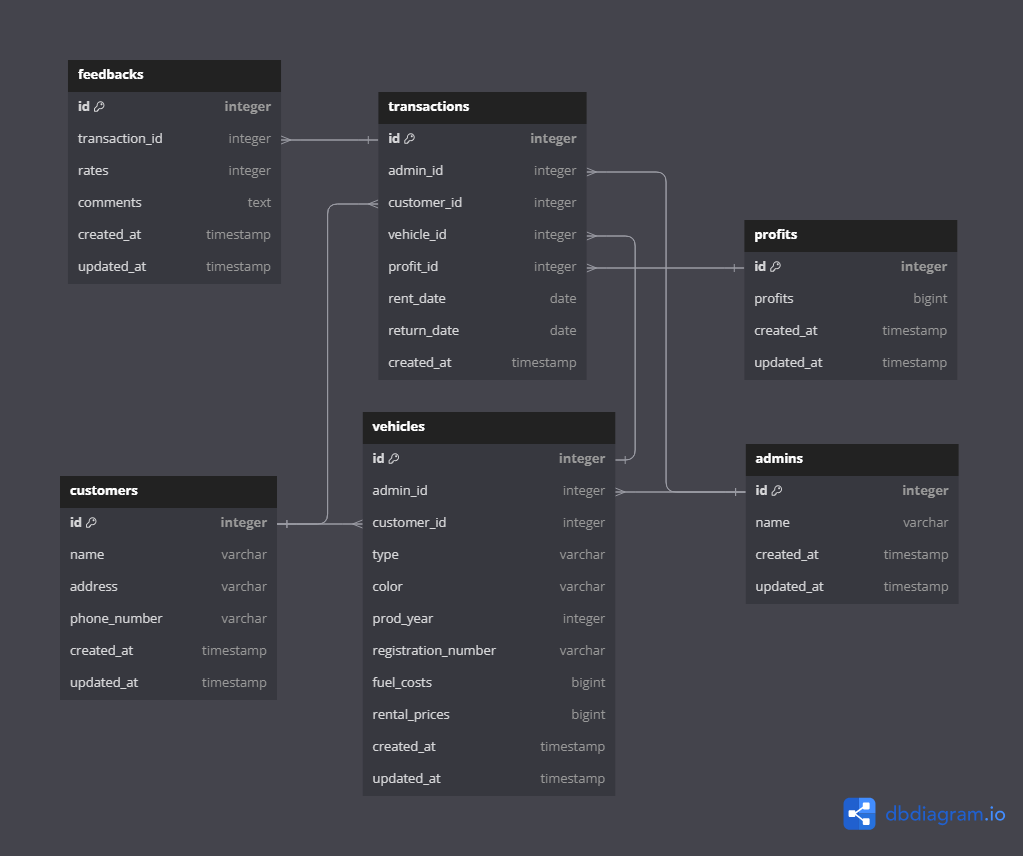 feedbacks
id integer
transaction_id integer
rates integer
comments text
created_at timestamp
updated_at timestamp
transactions
id integer
admin_id integer
customer_id integer
vehicle_id integer
profit_id integer
rent_date date
return_date date
created_at timestamp
profits
id integer
profits bigint
created_at timestamp
updated_at timestamp
customers
id integer
name varchar
address varchar
phone_number varchar
created_at timestamp
updated_at timestamp
vehicles
id integer
admin_id integer
customer_id integer
type varchar
color varchar
prod_year integer
registration_number varchar
fuel_costs bigint
rental_prices bigint
created_at timestamp
updated_at timestamp
admins
id integer
name varchar
created_at timestamp
updated_at timestamp
dbdiagram.io